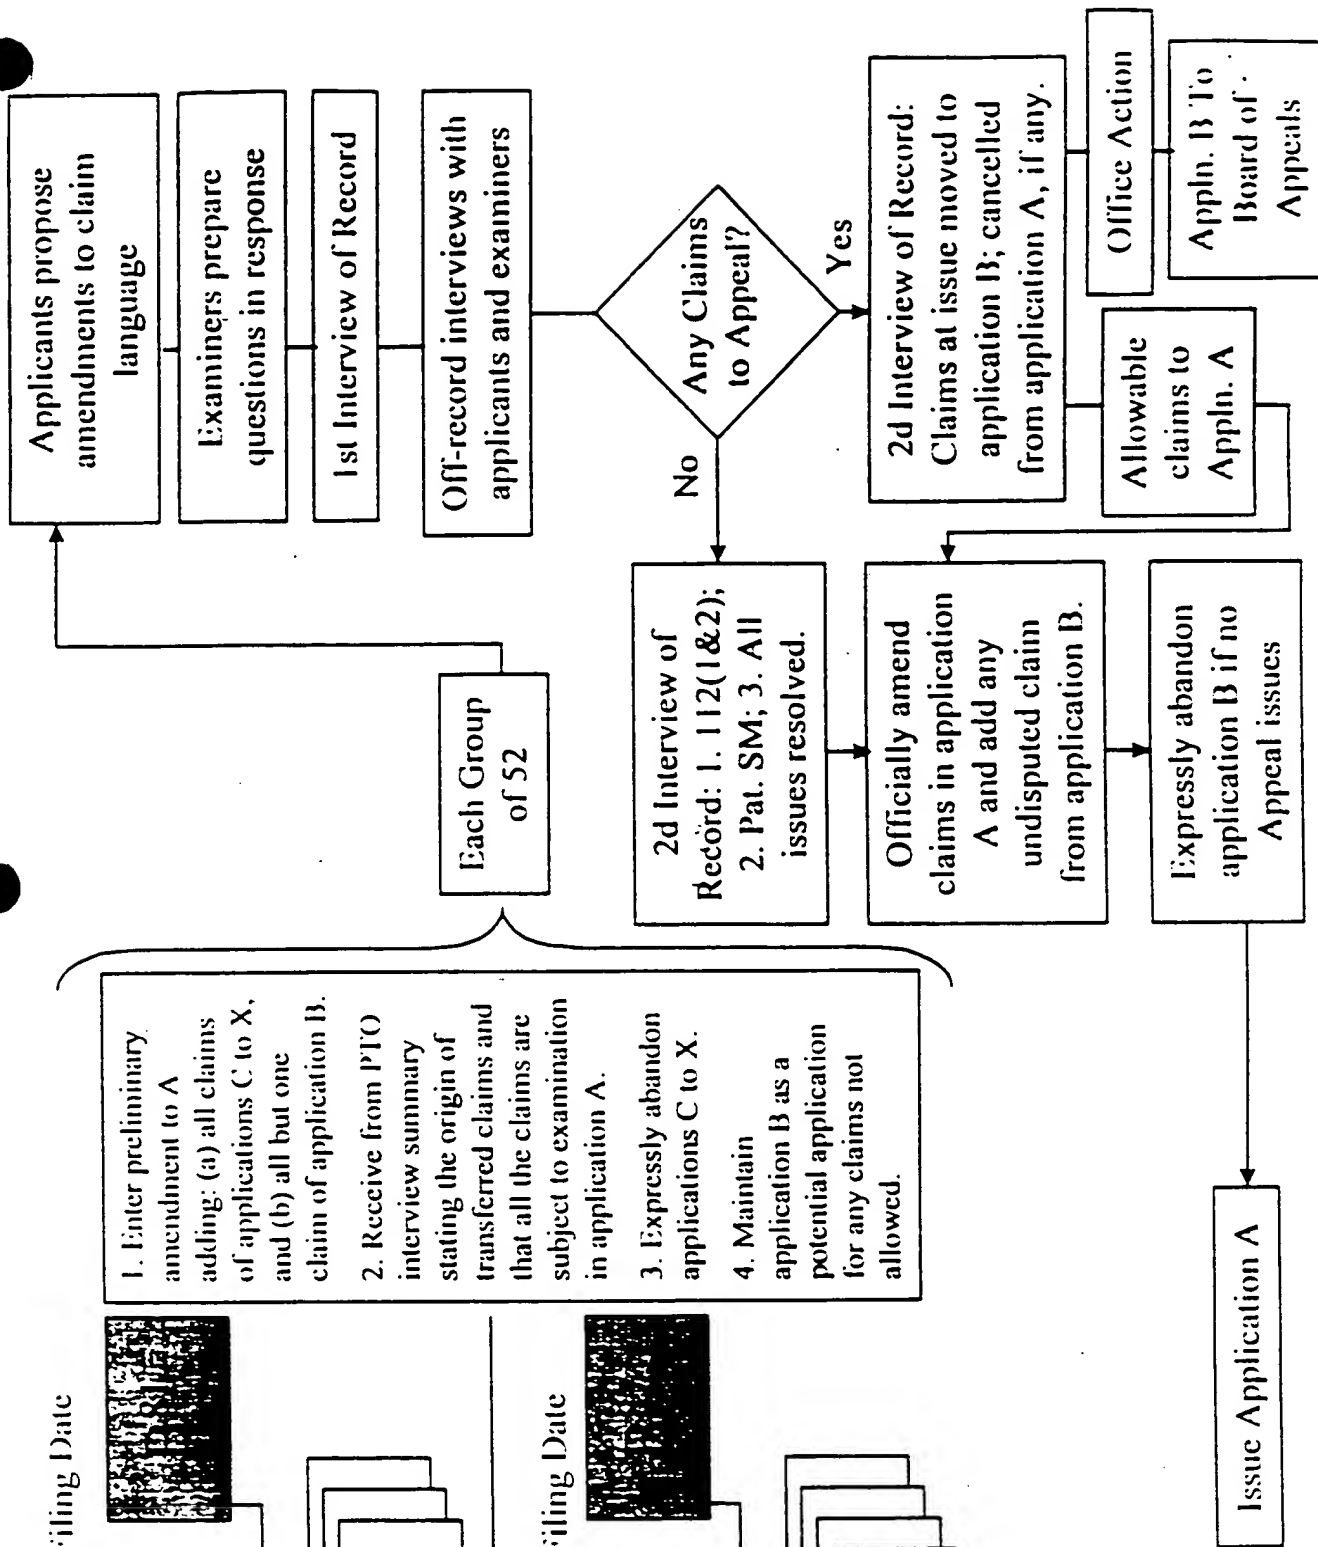 Filing Date
Filing Date
1. Enter preliminary
amendment to A
adding: (a) all claims
of applications C to X,
and (b) all but one
claim of application B.
2. Receive from PTO
interview summary
stating the origin of
transferred claims and
that all the claims are
subject to examination
in application A.
3. Expressly abandon
applications C to X.
4. Maintain
application B as a
potential application
for any claims not
allowed.
Each Group
of 52
Applicants propose
amendments to claim
language
Examiners prepare
questions in response
1st Interview of Record
Off-record interviews with
applicants and examiners
Any Claims
to Appeal?
No
Yes
2d Interview of
Record: 1. 112(1&2);
2. Pat. SM; 3. All
issues resolved.
2d Interview of Record:
Claims at issue moved to
application B; cancelled
from application A, if any.
Office Action
Appln. B To
Board of
Appeals
Allowable
claims to
Appln. A
Officially amend
claims in application
A and add any
undisputed claim
from application B.
Expressly abandon
application B if no
Appeal issues
Issue Application A